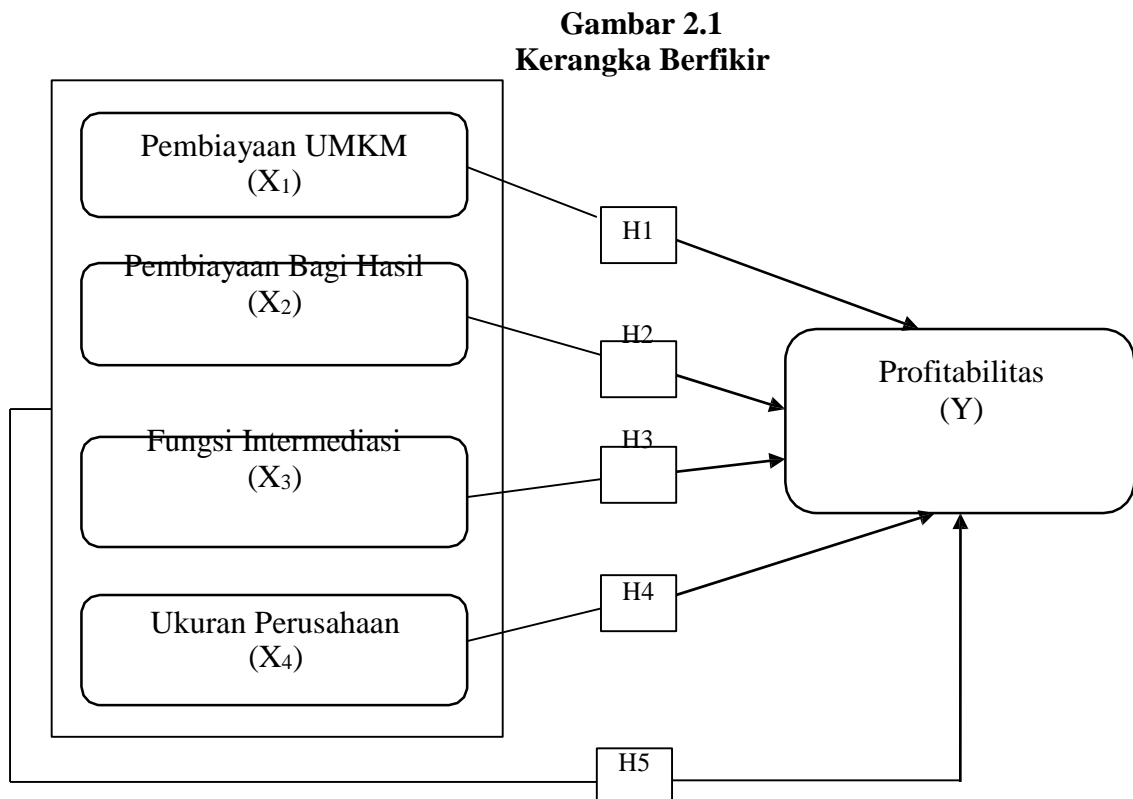 Gambar 2.1
Kerangka Berfikir
Pembiayaan UMKM
(X₁)
H1
Pembiayaan Bagi Hasil
(X₂)
H2
Profitabilitas
(Y)
Fungsi Intermediasi
(X₃)
H3
Ukuran Perusahaan
(X₄)
H4
H5